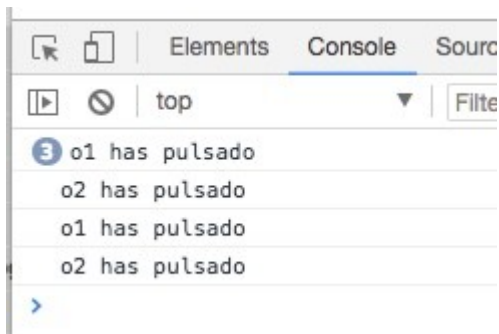 Elements Console Sourc
top Filte
3 o1 has pulsado
o2 has pulsado
o1 has pulsado
o2 has pulsado